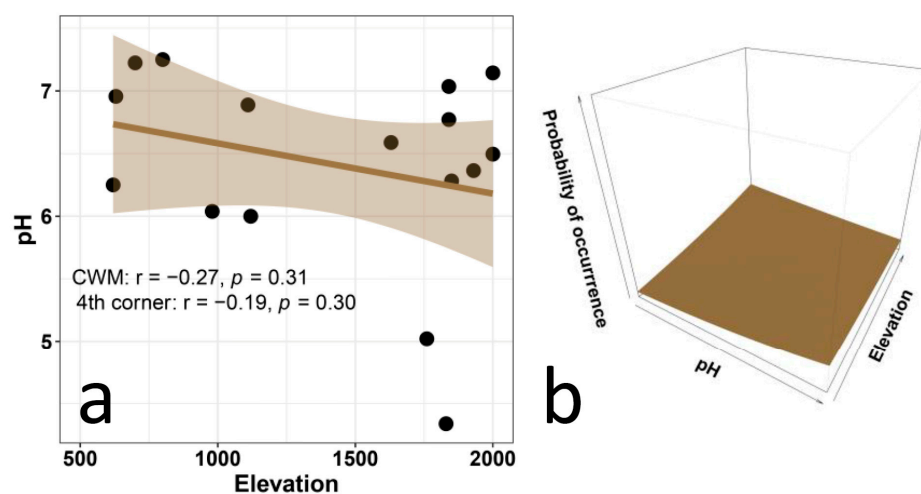 7
6
5
pH
CWM: r = −0.27, p = 0.31
4th corner: r = −0.19, p = 0.30
a
500 1000 1500 2000
Elevation
b
Probability of occurrrence
pH
Elevation